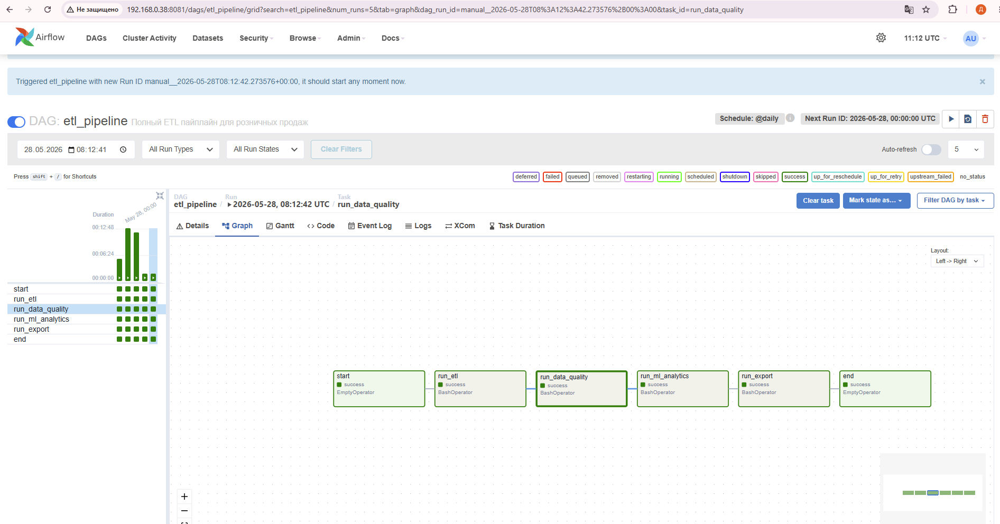 Не защищено
192.168.0.38:8081/dags/etl_pipeline/grid?search=etl_pipeline&num_runs=5&tab=graph&dag_run_id=manual__2026-05-28T08%3A12%3A42.273576%2B00%3A00&task_id=run_data_quality
Д
Airflow
DAGs
Cluster Activity
Datasets
Security
Browse
Admin
Docs
11:12 UTC
AU
Triggered etl_pipeline with new Run ID manual__2026-05-28T08:12:42.273576+00:00, it should start any moment now.
×
DAG: etl_pipeline Полный ETL пайплайн для розничных продаж
Schedule: @daily
i
Next Run ID: 2026-05-28, 00:00:00 UTC
28.05.2026 08:12:41
All Run Types
All Run States
Clear Filters
Auto-refresh
5
Press shift + / for Shortcuts
deferred
failed
queued
removed
restarting
running
scheduled
shutdown
skipped
success
up_for_reschedule
up_for_retry
upstream_failed
no_status
Duration
May 28, 00:00
00:12:48
00:06:24
00:00:00
start
run_etl
run_data_quality
run_ml_analytics
run_export
end
DAG
etl_pipeline
/
Run
2026-05-28, 08:12:42 UTC
/
Task
run_data_quality
Clear task
Mark state as...
Filter DAG by task
Details
Graph
Gantt
Code
Event Log
Logs
XCom
Task Duration
Layout:
Left -> Right
start
success
EmptyOperator
run_etl
success
BashOperator
run_data_quality
success
BashOperator
run_ml_analytics
success
BashOperator
run_export
success
BashOperator
end
success
EmptyOperator